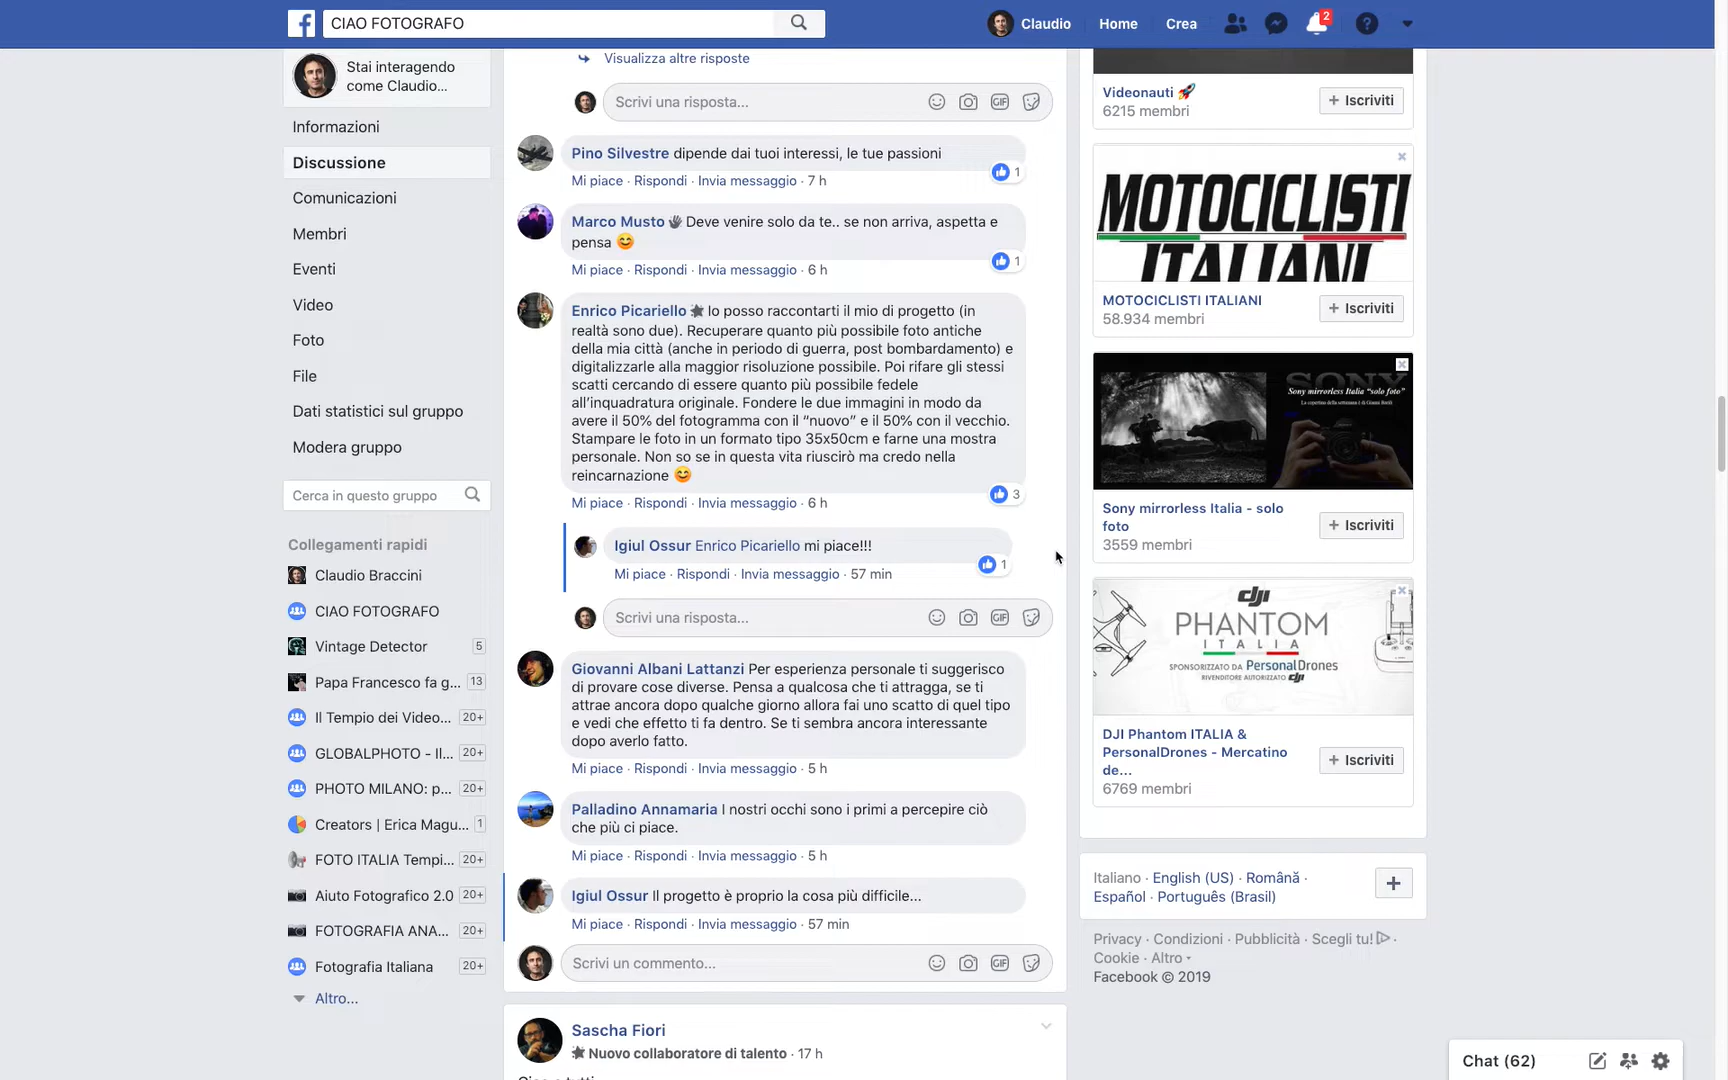 CIAO FOTOGRAFO
Claudio
Home
Crea
2
Stai interagendo
come Claudio...
Informazioni
Discussione
Comunicazioni
Membri
Eventi
Video
Foto
File
Dati statistici sul gruppo
Modera gruppo
Cerca in questo gruppo
Collegamenti rapidi
Claudio Braccini
CIAO FOTOGRAFO
Vintage Detector 5
Papa Francesco fa g... 13
Il Tempio dei Video... 20+
GLOBALPHOTO - Il... 20+
PHOTO MILANO: p... 20+
Creators | Erica Magu... 1
FOTO ITALIA Tempi... 20+
Aiuto Fotografico 2.0 20+
FOTOGRAFIA ANA... 20+
Fotografia Italiana 20+
Altro...
Visualizza altre risposte
Scrivi una risposta...
GIF
Pino Silvestre dipende dai tuoi interessi, le tue passioni
1
Mi piace · Rispondi · Invia messaggio · 7 h
Marco Musto Deve venire solo da te.. se non arriva, aspetta e
pensa 😊
1
Mi piace · Rispondi · Invia messaggio · 6 h
Enrico Picariello Io posso raccontarti il mio di progetto (in
realtà sono due). Recuperare quanto più possibile foto antiche
della mia città (anche in periodo di guerra, post bombardamento) e
digitalizzarle alla maggior risoluzione possibile. Poi rifare gli stessi
scatti cercando di essere quanto più possibile fedele
all'inquadratura originale. Fondere le due immagini in modo da
avere il 50% del fotogramma con il “nuovo” e il 50% con il vecchio.
Stampare le foto in un formato tipo 35x50cm e farne una mostra
personale. Non so se in questa vita riuscirò ma credo nella
reincarnazione 😊
3
Mi piace · Rispondi · Invia messaggio · 6 h
Igiul Ossur Enrico Picariello mi piace!!!
1
Mi piace · Rispondi · Invia messaggio · 57 min
Scrivi una risposta...
GIF
Giovanni Albani Lattanzi Per esperienza personale ti suggerisco
di provare cose diverse. Pensa a qualcosa che ti attragga, se ti
attrae ancora dopo qualche giorno allora fai uno scatto di quel tipo
e vedi che effetto ti fa dentro. Se ti sembra ancora interessante
dopo averlo fatto.
Mi piace · Rispondi · Invia messaggio · 5 h
Palladino Annamaria I nostri occhi sono i primi a percepire ciò
che più ci piace.
Mi piace · Rispondi · Invia messaggio · 5 h
Igiul Ossur Il progetto è proprio la cosa più difficile...
Mi piace · Rispondi · Invia messaggio · 57 min
Scrivi un commento...
GIF
Sascha Fiori
Nuovo collaboratore di talento · 17 h
Videonauti 🚀
6215 membri
+ Iscriviti
MOTOCICLISTI
ITALIANI
MOTOCICLISTI ITALIANI
58.934 membri
+ Iscriviti
SONY
Sony mirrorless Italia “solo foto”
Sony mirrorless Italia - solo
foto
3559 membri
+ Iscriviti
dji
PHANTOM
ITALIA
SPONSORIZZATO DA PersonalDrones
RIVENDITORE AUTORIZZATO dji
DJI Phantom ITALIA &
PersonalDrones - Mercatino
de...
6769 membri
+ Iscriviti
Italiano · English (US) · Română ·
Español · Português (Brasil)
Privacy · Condizioni · Pubblicità · Scegli tu! ·
Cookie · Altro
Facebook © 2019
Chat (62)